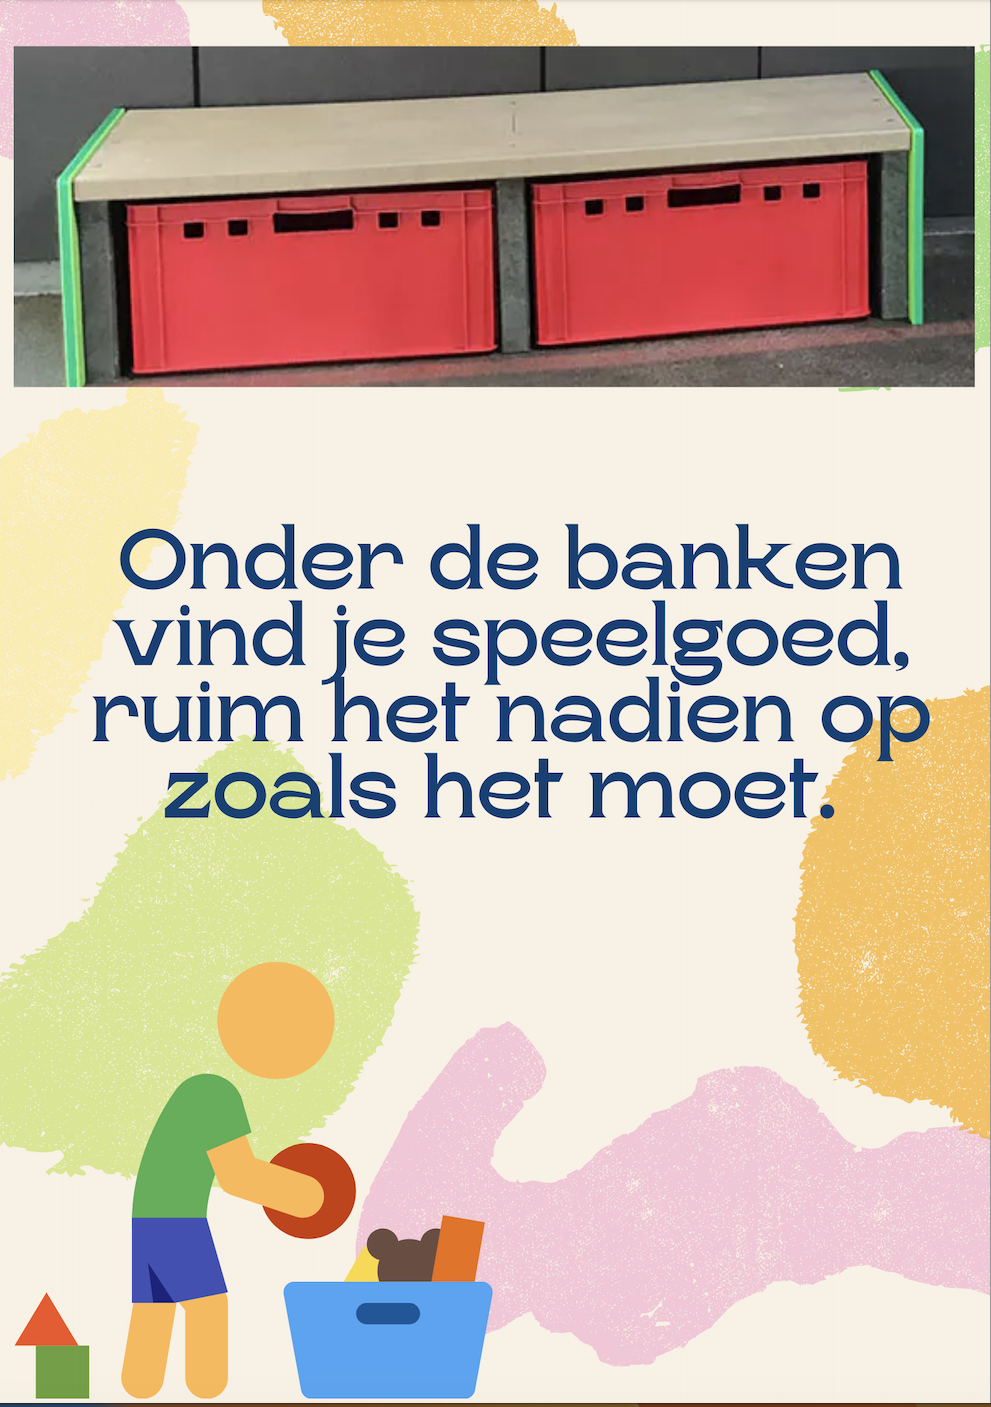 Onder de banken
vind je speelgoed,
ruim het nadien op
zoals het moet.